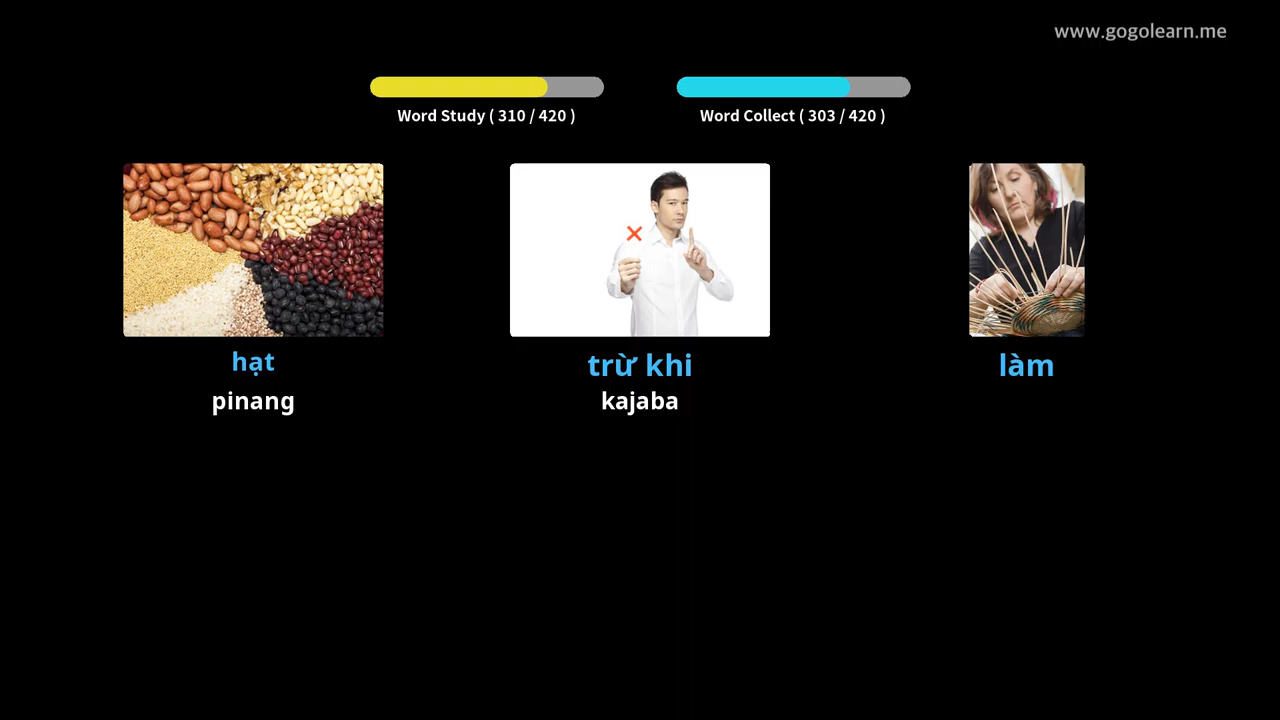 www.gogolearn.me
Word Study ( 310 / 420 )
Word Collect ( 303 / 420 )
hạt
pinang
trừ khi
kajaba
làm